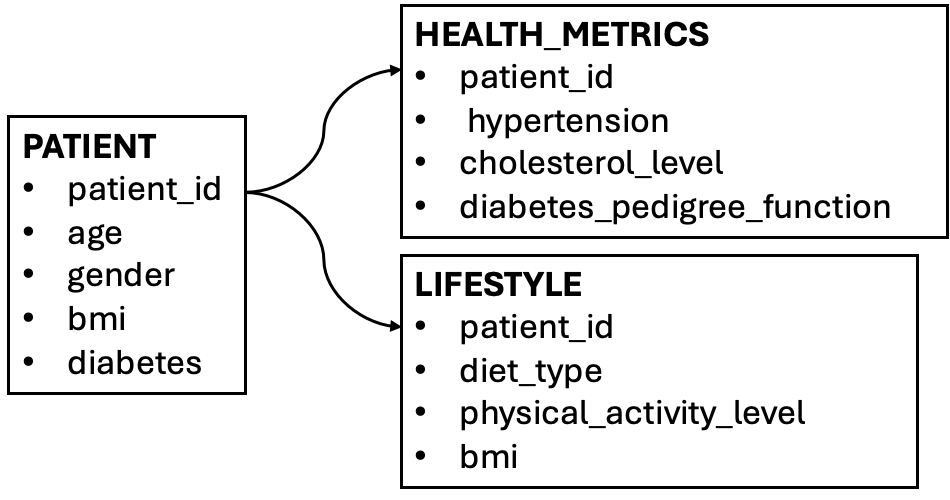 PATIENT
• patient_id
• age
• gender
• bmi
• diabetes
HEALTH_METRICS
• patient_id
• hypertension
• cholesterol_level
• diabetes_pedigree_function
LIFESTYLE
• patient_id
• diet_type
• physical_activity_level
• bmi